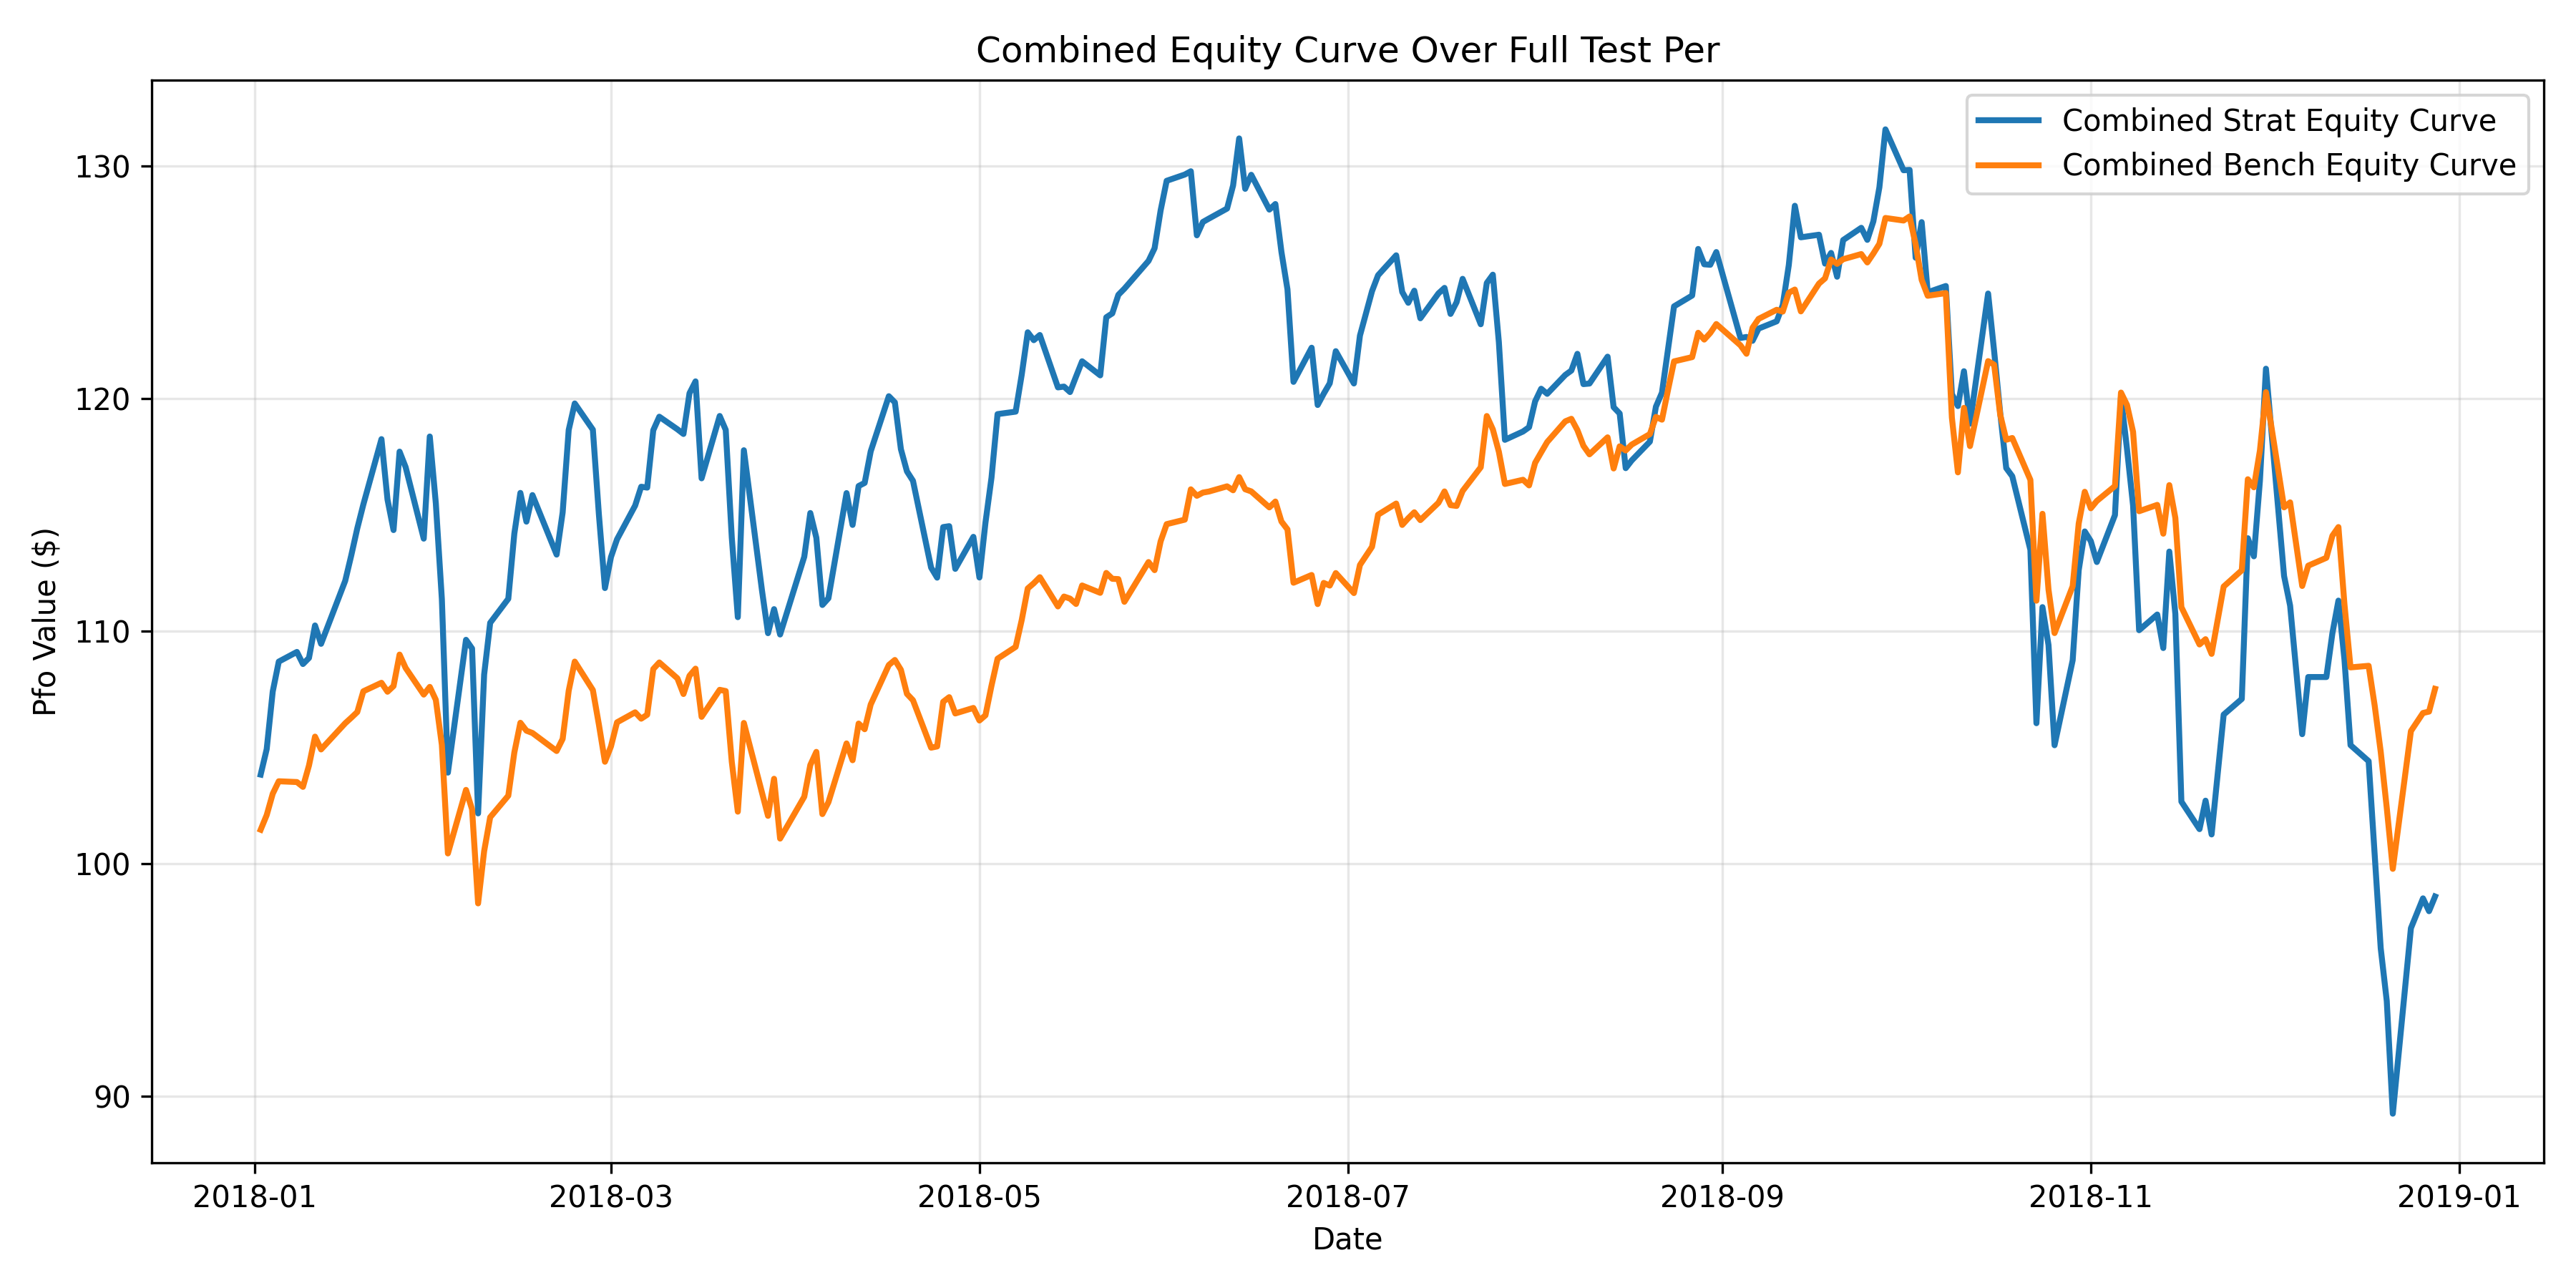 Combined Equity Curve Over Full Test Per
Combined Strat Equity Curve
Combined Bench Equity Curve
Pfo Value ($)
130
120
110
100
90
2018-01 2018-03 2018-05 2018-07 2018-09 2018-11 2019-01
Date